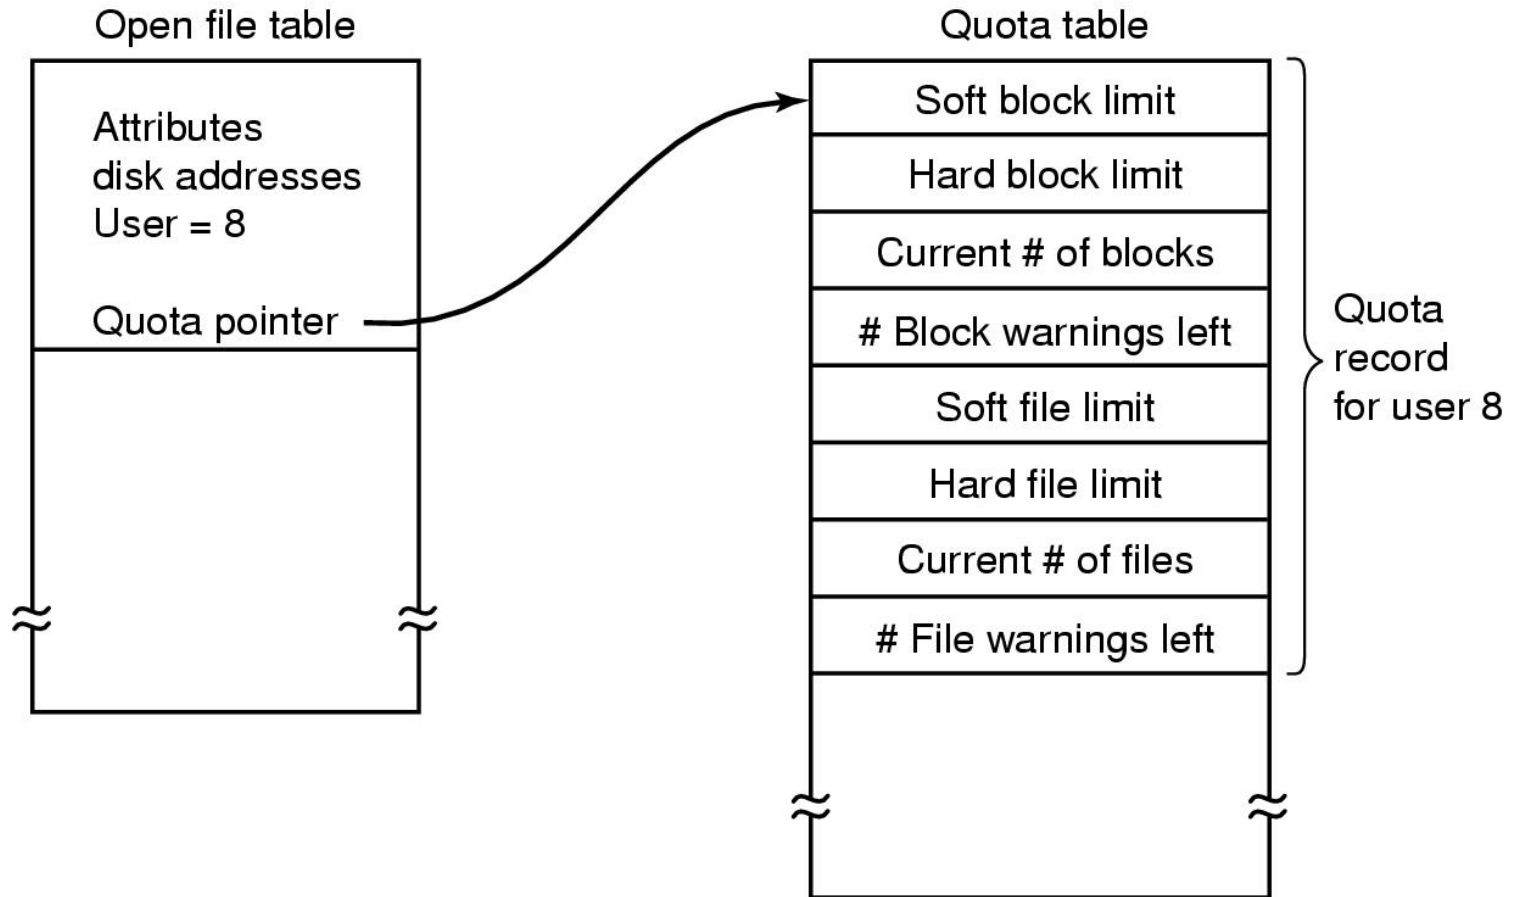 Open file table
Attributes
disk addresses
User = 8
Quota pointer
Quota table
Soft block limit
Hard block limit
Current # of blocks
# Block warnings left
Soft file limit
Hard file limit
Current # of files
# File warnings left
Quota
record
for user 8